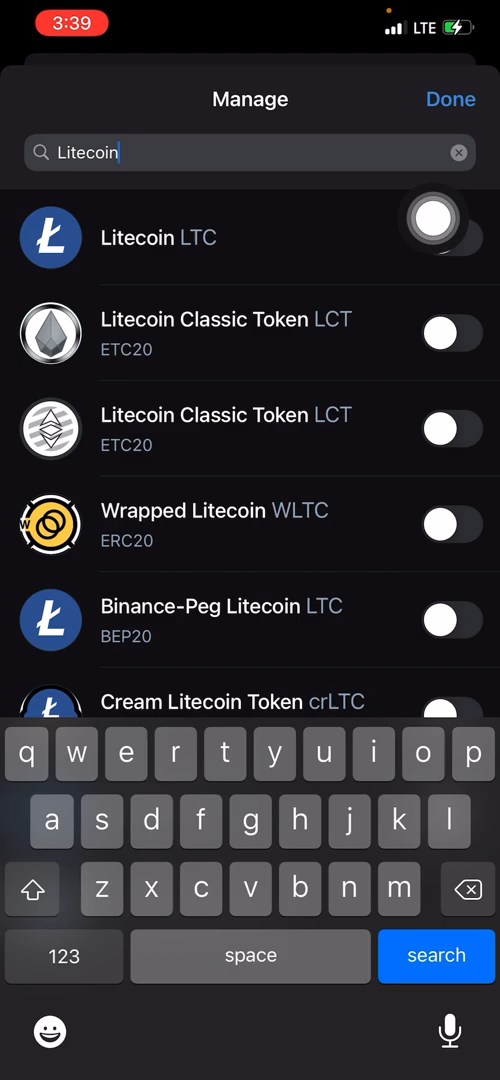 3:39
LTE
Manage
Done
Litecoin
Litecoin LTC
Litecoin Classic Token LCT
ETC20
Litecoin Classic Token LCT
ETC20
Wrapped Litecoin WLTC
ERC20
W
Binance-Peg Litecoin LTC
BEP20
Cream Litecoin Token crLTC
q w e r t y u i o p
a s d f g h j k l
z x c v b n m
123 space search